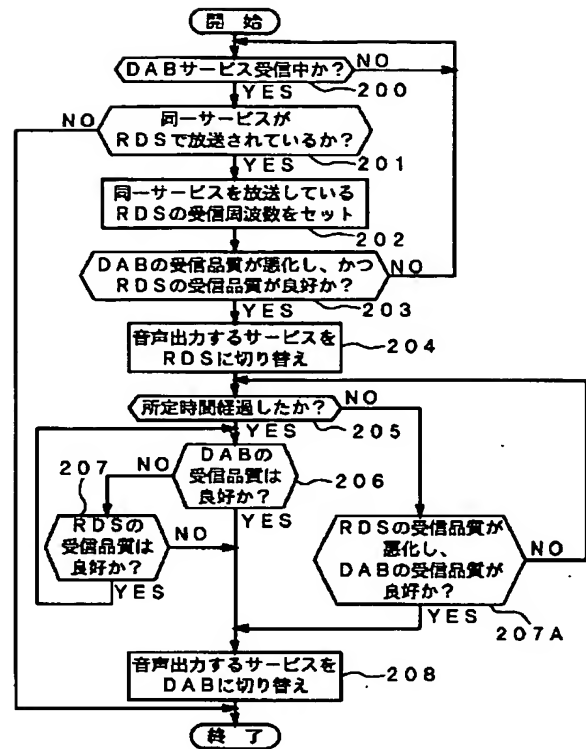 開始
DABサービス受信中か?
NO
200
YES
NO
同一サービスが
RDSで放送されているか?
201
YES
同一サービスを放送している
RDSの受信周波数をセット
202
DABの受信品質が悪化し、かつ
RDSの受信品質が良好か?
NO
203
YES
音声出力するサービスを
RDSに切り替え
204
所定時間経過したか?
NO
205
YES
DABの
受信品質は
良好か?
NO
206
YES
207
RDSの
受信品質は
良好か?
NO
YES
RDSの受信品質が
悪化し、
DABの受信品質が
良好か?
NO
YES
207A
音声出力するサービスを
DABに切り替え
208
終了